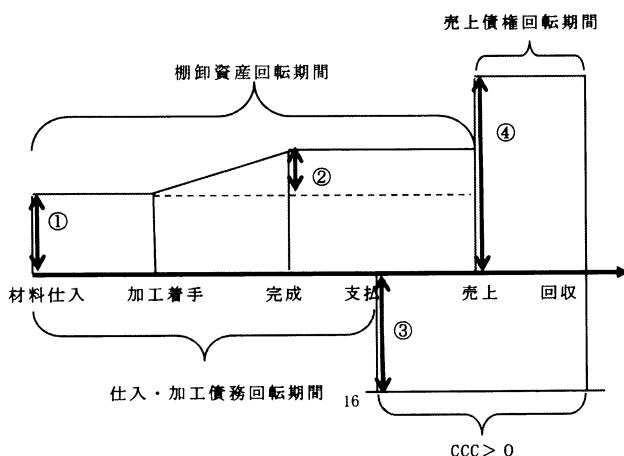 売上債権回転期間
棚卸資産回転期間
④
②
①
材料仕入 加工着手 完成 支払 売上 回収
③
仕入・加工債務回転期間
16
CCC＞0